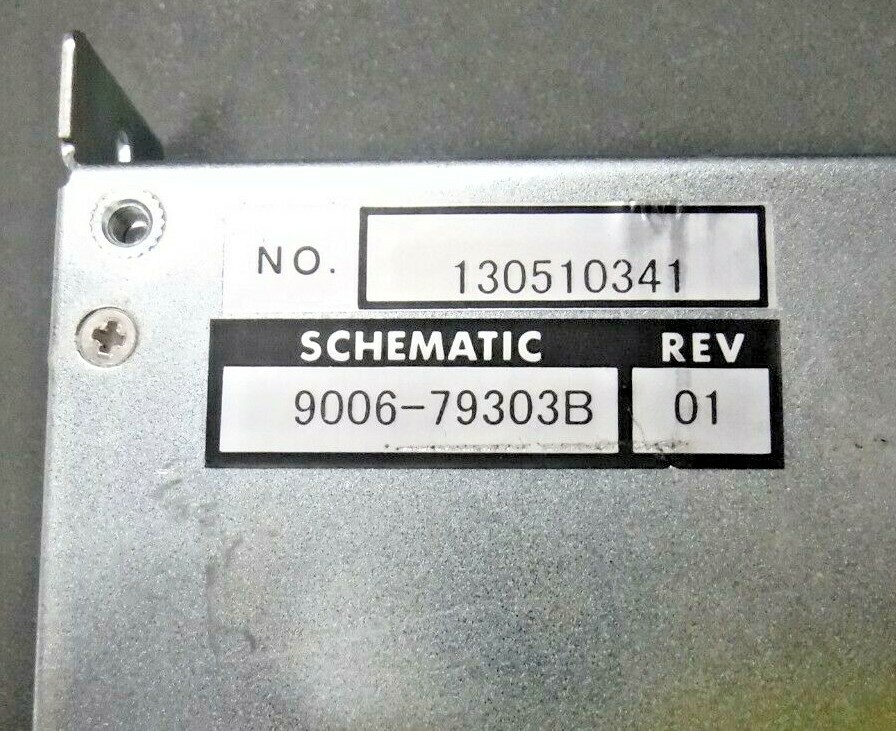 NO. 130510341
SCHEMATIC REV
9006-79303B 01